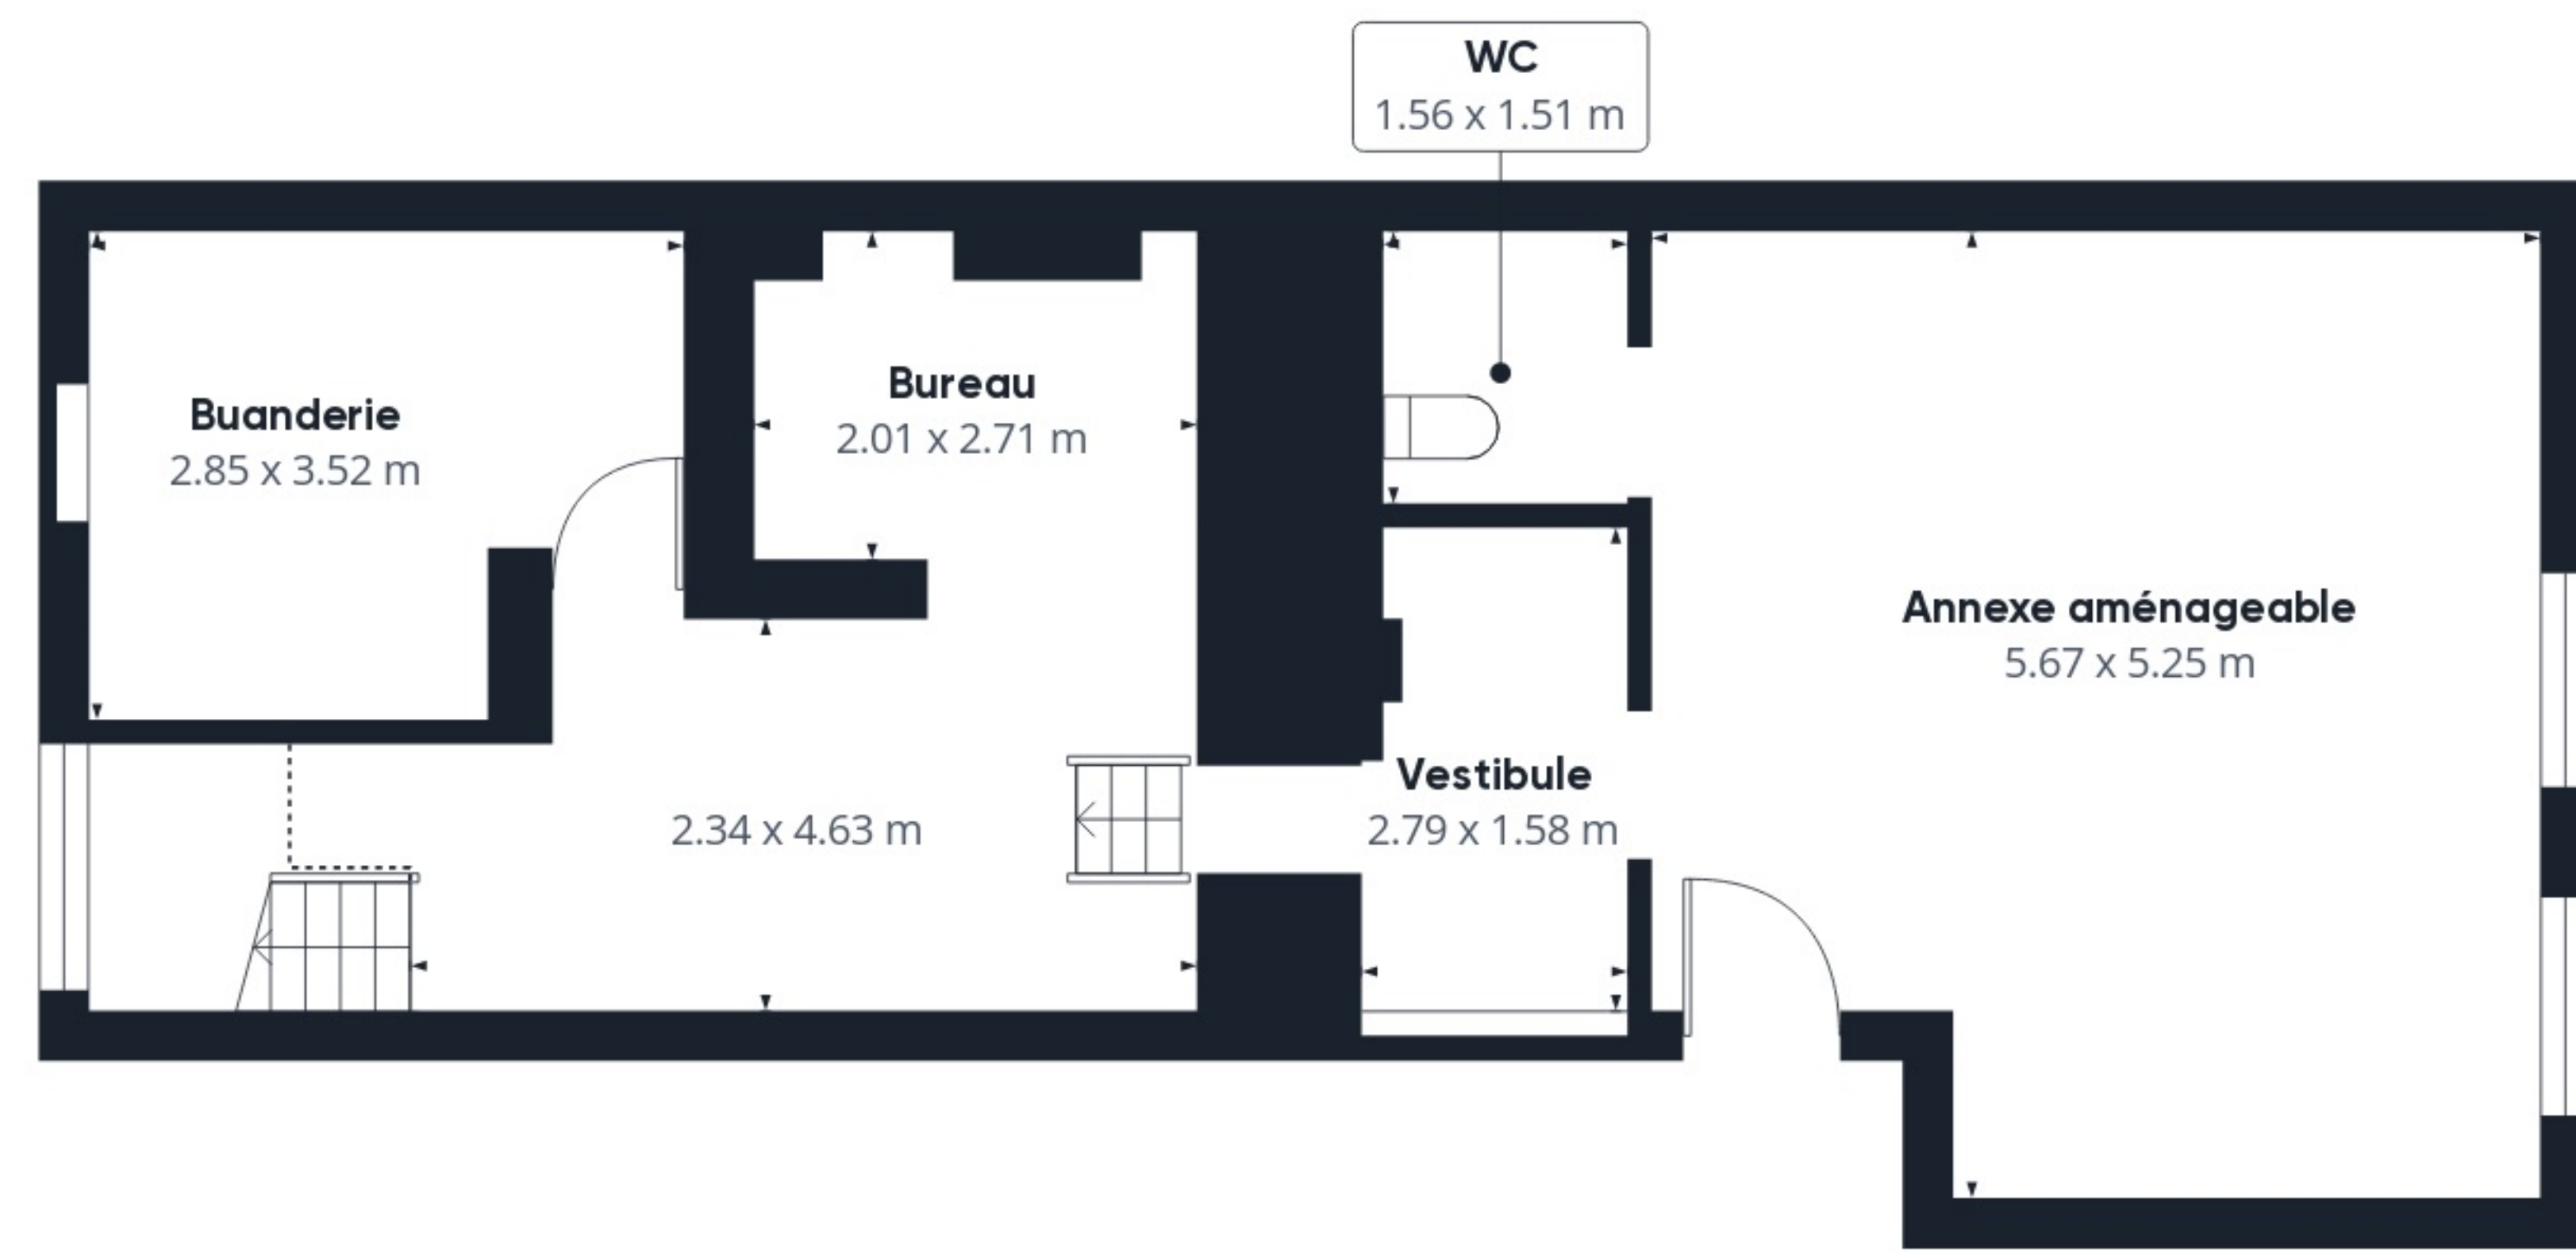 WC
1.56 x 1.51 m
Buanderie
2.85 x 3.52 m
Bureau
2.01 x 2.71 m
Annexe aménageable
5.67 x 5.25 m
Vestibule
2.79 x 1.58 m
2.34 x 4.63 m